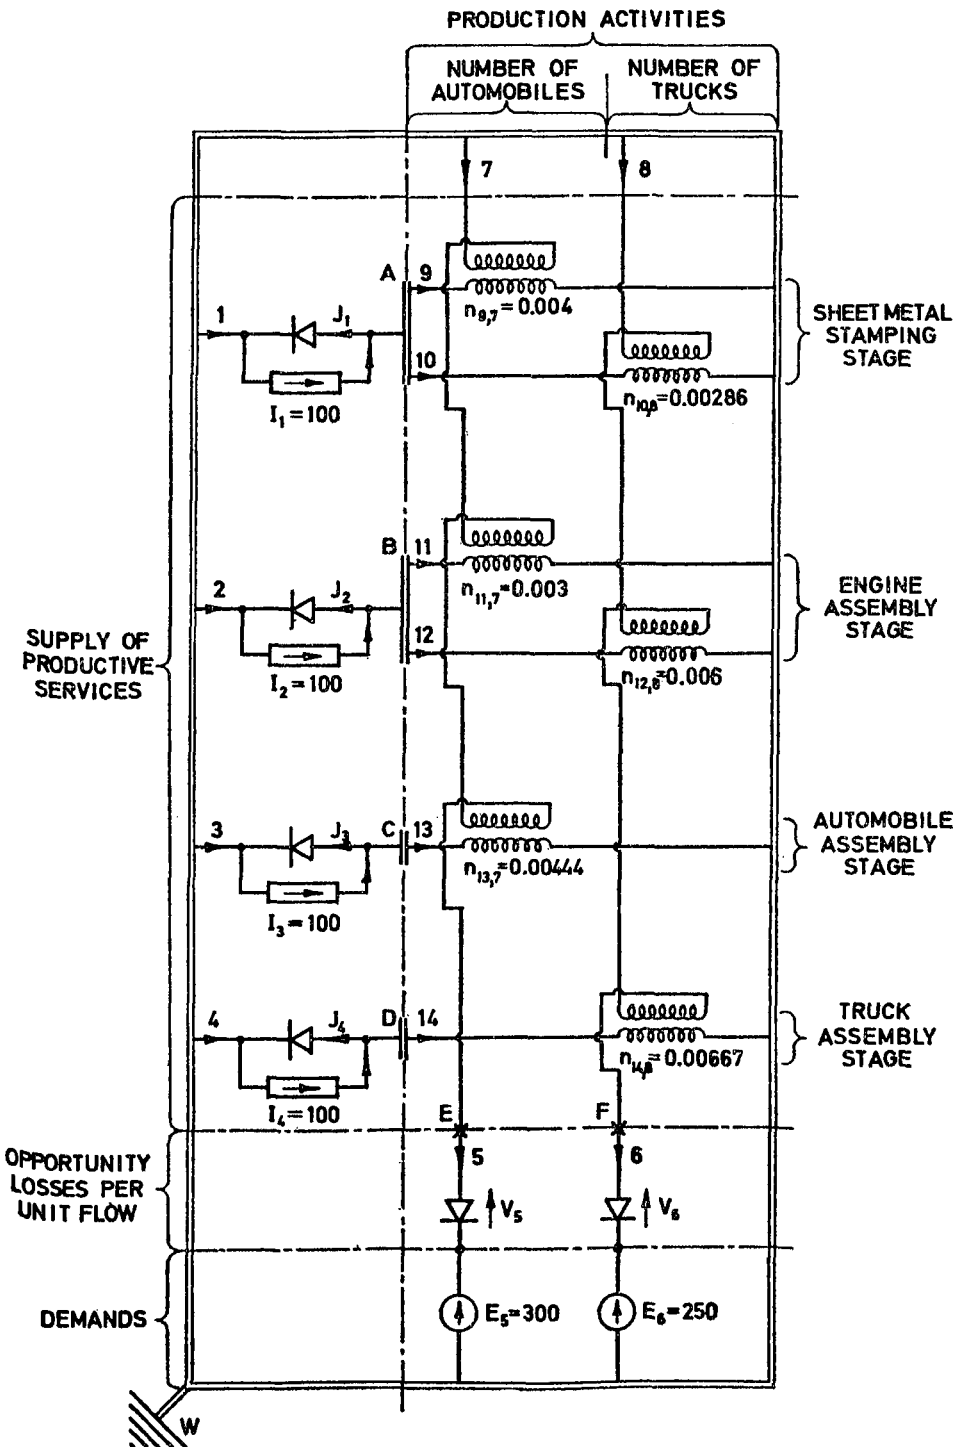 PRODUCTION ACTIVITIES
NUMBER OF
AUTOMOBILES
NUMBER OF
TRUCKS
7
8
A
9
n9,7=0.004
SHEET METAL
STAMPING
STAGE
1
J1
10
I1=100
n10,8=0.00286
B
11
n11,7=0.003
ENGINE
ASSEMBLY
STAGE
2
J2
12
I2=100
n12,8=0.006
SUPPLY OF
PRODUCTIVE
SERVICES
3
J3
C
13
n13,7=0.00444
AUTOMOBILE
ASSEMBLY
STAGE
I3=100
4
J4
D
14
n14,8=0.00667
TRUCK
ASSEMBLY
STAGE
I4=100
E
F
OPPORTUNITY
LOSSES PER
UNIT FLOW
5
6
V5
V6
DEMANDS
E5=300
E6=250
W